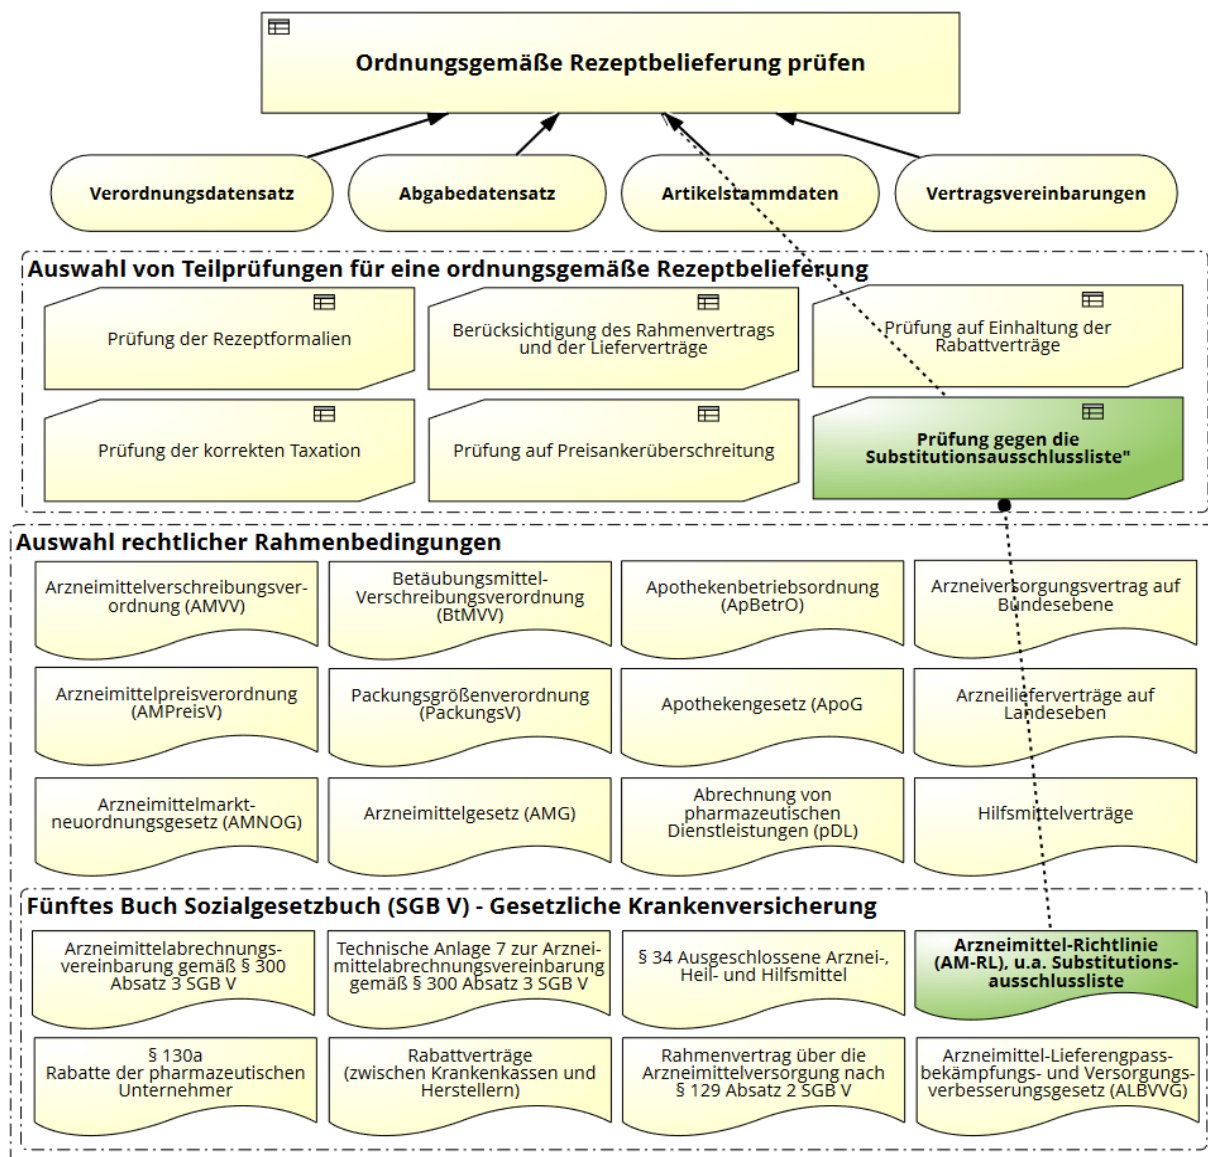 Ordnungsgemäße Rezeptbelieferung prüfen
Verordnungsdatensatz
Abgabedatensatz
Artikelstammdaten
Vertragsvereinbarungen
Auswahl von Teilprüfungen für eine ordnungsgemäße Rezeptbelieferung
Prüfung der Rezeptformalien
Berücksichtigung des Rahmenvertrags
und der Lieferverträge
Prüfung auf Einhaltung der
Rabattverträge
Prüfung der korrekten Taxation
Prüfung auf Preisankerüberschreitung
Prüfung gegen die
Substitutionsausschlussliste"
Auswahl rechtlicher Rahmenbedingungen
Arzneimittelverschreibungsver-
ordnung (AMVV)
Betäubungsmittel-
Verschreibungsverordnung
(BtMVV)
Apothekenbetriebsordnung
(ApBetrO)
Arzneiversorgungsvertrag auf
Bundesebene
Arzneimittelpreisverordnung
(AMPreisV)
Packungsgrößenverordnung
(PackungsV)
Apothekengesetz (ApoG
Arzneilieferverträge auf
Landeseben
Arzneimittelmarkt-
neuordnungsgesetz (AMNOG)
Arzneimittelgesetz (AMG)
Abrechnung von
pharmazeutischen
Dienstleistungen (pDL)
Hilfsmittelverträge
Fünftes Buch Sozialgesetzbuch (SGB V) - Gesetzliche Krankenversicherung
Arzneimittelabrechnungs-
vereinbarung gemäß § 300
Absatz 3 SGB V
Technische Anlage 7 zur Arznei-
mittelabrechnungsvereinbarung
gemäß § 300 Absatz 3 SGB V
§ 34 Ausgeschlossene Arznei-,
Heil- und Hilfsmittel
Arzneimittel-Richtlinie
(AM-RL), u.a. Substitutions-
ausschlussliste
§ 130a
Rabatte der pharmazeutischen
Unternehmer
Rabattverträge
(zwischen Krankenkassen und
Herstellern)
Rahmenvertrag über die
Arzneimittelversorgung nach
§ 129 Absatz 2 SGB V
Arzneimittel-Lieferengpass-
bekämpfungs- und Versorgungs-
verbesserungsgesetz (ALBVVG)